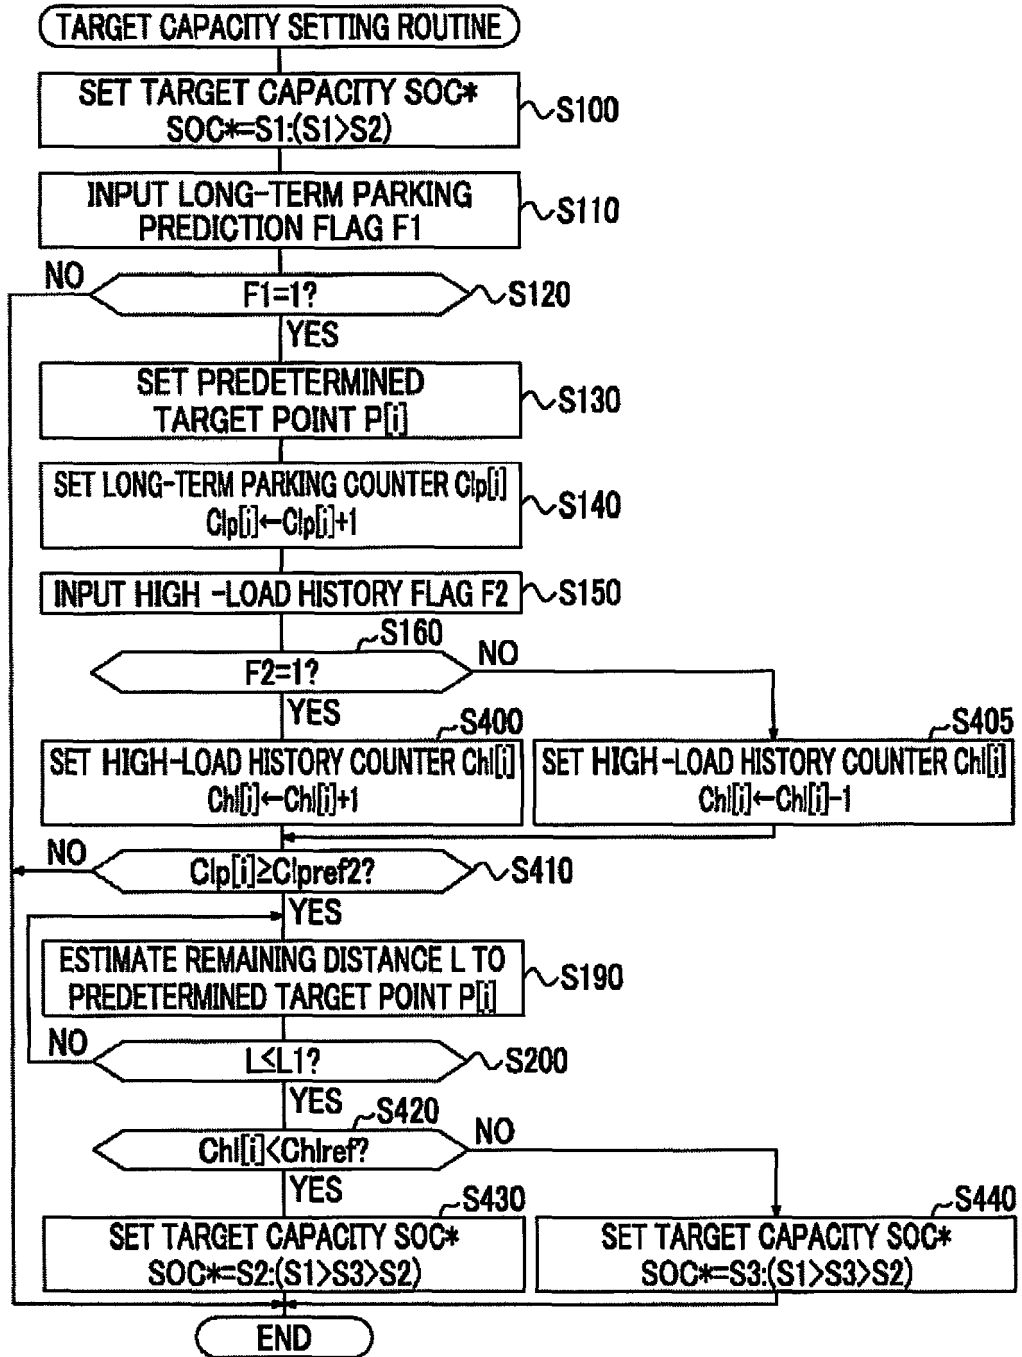 TARGET CAPACITY SETTING ROUTINE
SET TARGET CAPACITY SOC*
SOC*=S1:(S1>S2)
S100
INPUT LONG-TERM PARKING
PREDICTION FLAG F1
S110
NO
F1=1?
S120
YES
SET PREDETERMINED
TARGET POINT P[i]
S130
SET LONG-TERM PARKING COUNTER Clp[i]
Clp[i]←Clp[i]+1
S140
INPUT HIGH -LOAD HISTORY FLAG F2
S150
S160
F2=1?
NO
YES
S400
SET HIGH-LOAD HISTORY COUNTER Chl[i]
Chl[i]←Chl[i]+1
S405
SET HIGH-LOAD HISTORY COUNTER Chl[i]
Chl[i]←Chl[i]-1
NO
Clp[i]≥Clpref2?
S410
YES
ESTIMATE REMAINING DISTANCE L TO
PREDETERMINED TARGET POINT P[i]
S190
NO
L≤L1?
S200
YES
S420
Chl[i]<Chlref?
NO
YES
S430
SET TARGET CAPACITY SOC*
SOC*=S2:(S1>S3>S2)
S440
SET TARGET CAPACITY SOC*
SOC*=S3:(S1>S3>S2)
END